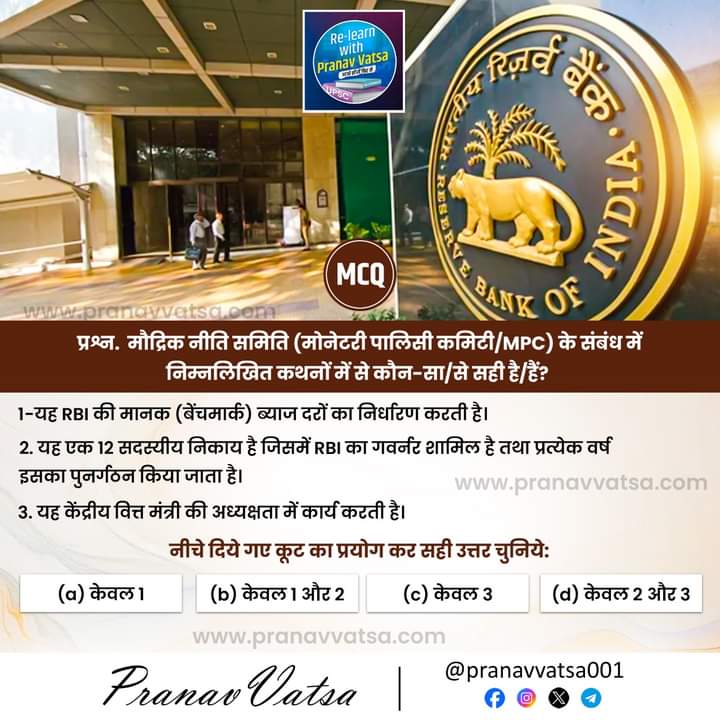 Re-learn
with
Pranav Vatsa
UPSC
भारतीय रिज़र्व बैंक
RESERVE BANK OF INDIA
MCQ
www.pranavvatsa.com
प्रश्न. मौद्रिक नीति समिति (मोनेटरी पालिसी कमिटी/MPC) के संबंध में
निम्नलिखित कथनों में से कौन-सा/से सही है/हैं?
1-यह RBI की मानक (बेंचमार्क) ब्याज दरों का निर्धारण करती है।
2. यह एक 12 सदस्यीय निकाय है जिसमें RBI का गवर्नर शामिल है तथा प्रत्येक वर्ष
इसका पुनर्गठन किया जाता है।
www.pranavvatsa.com
3. यह केंद्रीय वित्त मंत्री की अध्यक्षता में कार्य करती है।
नीचे दिये गए कूट का प्रयोग कर सही उत्तर चुनिये:
(a) केवल 1
(b) केवल 1 और 2
(c) केवल 3
(d) केवल 2 और 3
www.pranavvatsa.com
Pranav Vatsa
@pranavvatsa001